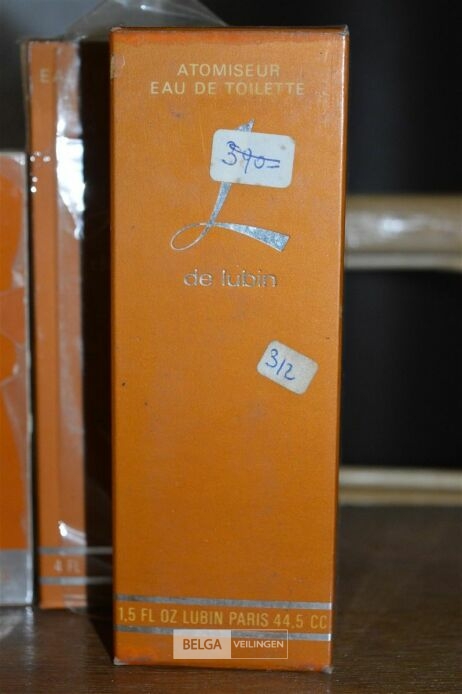 ATOMISEUR
EAU DE TOILETTE
390=
L
de lubin
312
1,5 FL OZ LUBIN PARIS 44.5 CC
EA
4 FL
BELGA VEILINGEN